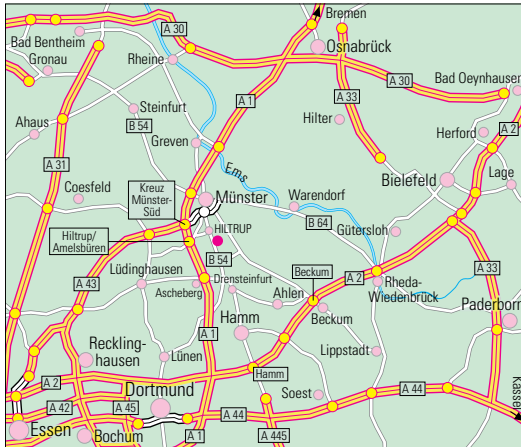 Bremen
A 30
Osnabrück
Bad Bentheim
Gronau
Rheine
A 30
Bad Oeynhausen
A 1
A 33
Steinfurt
Ahaus
B 54
Hilter
A 2
Herford
Greven
A 31
Ems
Bielefeld
Lage
Coesfeld
Kreuz
Münster-
Süd
Münster
Warendorf
B 64
Hiltrup/
Amelsbüren
HILTRUP
Gütersloh
B 54
A 33
A 43
Lüdinghausen
Ascheberg
Drensteinfurt
Beckum
A 2
Rheda-
Wiedenbrück
Ahlen
Beckum
Paderborn
Hamm
A 1
Reckling-
hausen
Lünen
Lippstadt
Hamm
A 2
Dortmund
Soest
A 44
Kassel
A 42
A 45
A 44
Essen
Bochum
A 1
A 445